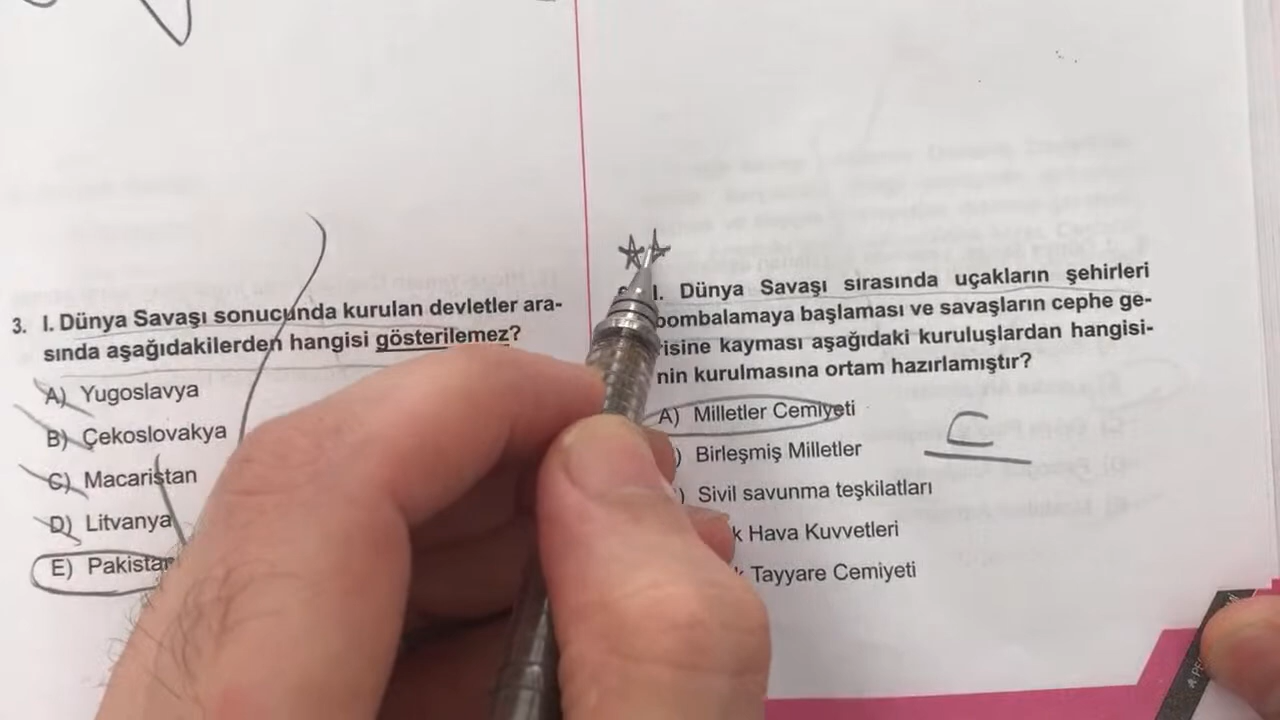 3. I. Dünya Savaşı sonucunda kurulan devletler ara-
sında aşağıdakilerden hangisi gösterilemez?
A) Yugoslavya
B) Çekoslovakya
C) Macaristan
D) Litvanya
E) Pakistan
I. Dünya Savaşı sırasında uçakların şehirleri
bombalamaya başlaması ve savaşların cephe ge-
risine kayması aşağıdaki kuruluşlardan hangisi-
nin kurulmasına ortam hazırlamıştır?
A) Milletler Cemiyeti
) Birleşmiş Milletler
) Sivil savunma teşkilatları
k Hava Kuvvetleri
k Tayyare Cemiyeti
C